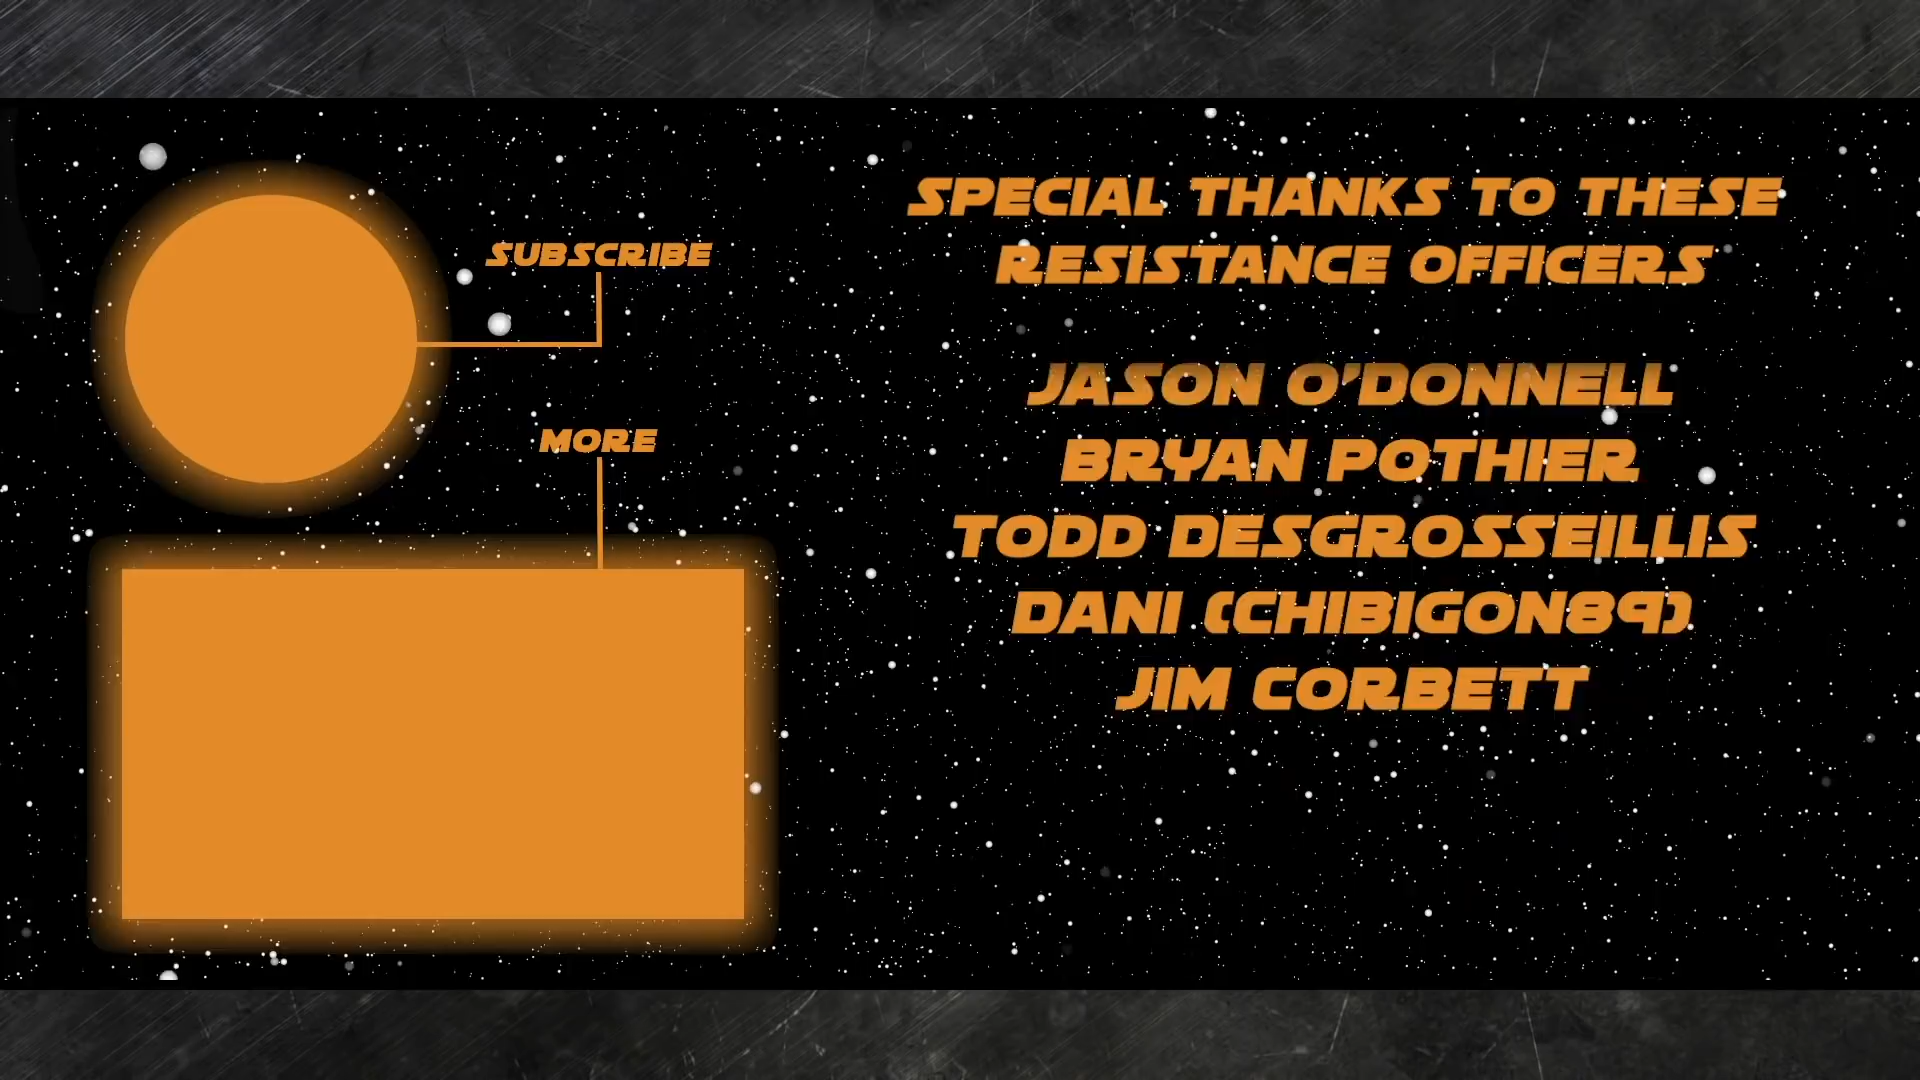 SUBSCRIBE
MORE
SPECIAL THANKS TO THESE
RESISTANCE OFFICERS
JASON O'DONNELL
BRYAN POTHIER
TODD DESGROSSEILLIS
DANI (CHIBIGON89)
JIM CORBETT